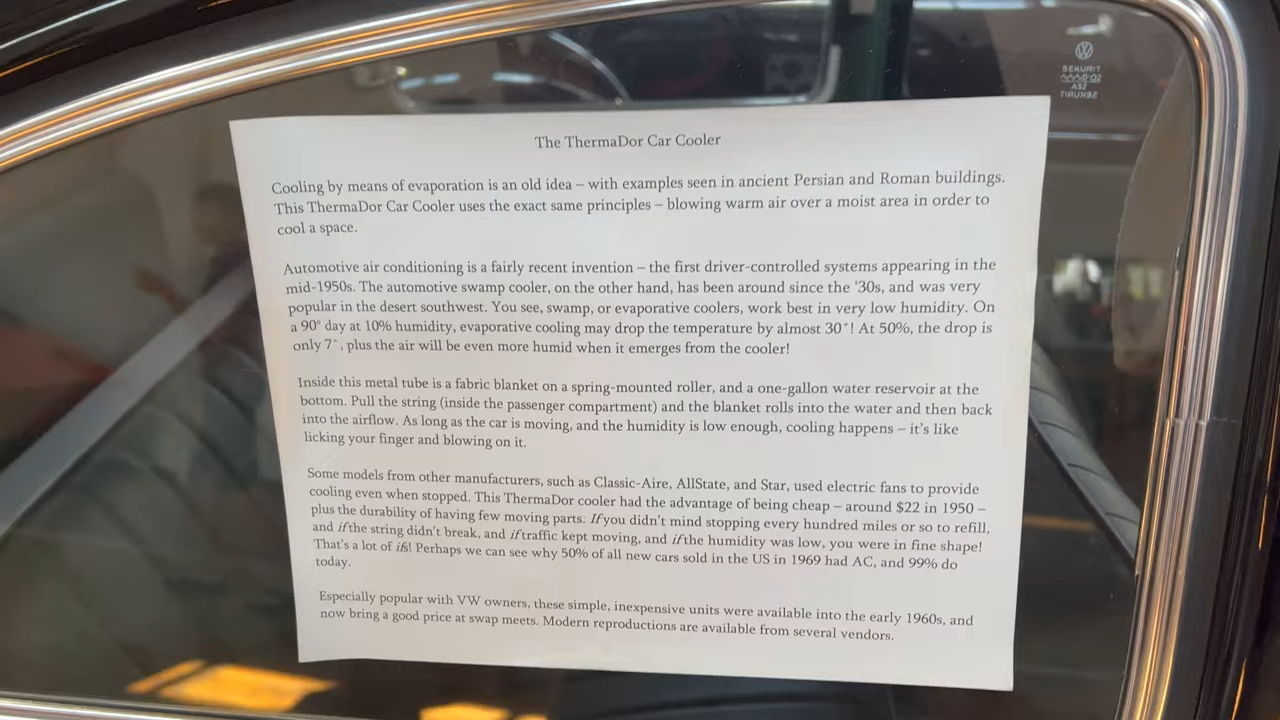 The ThermaDor Car Cooler
Cooling by means of evaporation is an old idea – with examples seen in ancient Persian and Roman buildings.
This ThermaDor Car Cooler uses the exact same principles – blowing warm air over a moist area in order to
cool a space.
Automotive air conditioning is a fairly recent invention – the first driver-controlled systems appearing in the
mid-1950s. The automotive swamp cooler, on the other hand, has been around since the '30s, and was very
popular in the desert southwest. You see, swamp, or evaporative coolers, work best in very low humidity. On
a 90° day at 10% humidity, evaporative cooling may drop the temperature by almost 30°! At 50%, the drop is
only 7°, plus the air will be even more humid when it emerges from the cooler!
Inside this metal tube is a fabric blanket on a spring-mounted roller, and a one-gallon water reservoir at the
bottom. Pull the string (inside the passenger compartment) and the blanket rolls into the water and then back
into the airflow. As long as the car is moving, and the humidity is low enough, cooling happens – it's like
licking your finger and blowing on it.
Some models from other manufacturers, such as Classic-Aire, AllState, and Star, used electric fans to provide
cooling even when stopped. This ThermaDor cooler had the advantage of being cheap – around $22 in 1950 –
plus the durability of having few moving parts. If you didn't mind stopping every hundred miles or so to refill,
and if the string didn't break, and if traffic kept moving, and if the humidity was low, you were in fine shape!
That's a lot of ifs! Perhaps we can see why 50% of all new cars sold in the US in 1969 had AC, and 99% do
today.
Especially popular with VW owners, these simple, inexpensive units were available into the early 1960s, and
now bring a good price at swap meets. Modern reproductions are available from several vendors.
SEKURIT